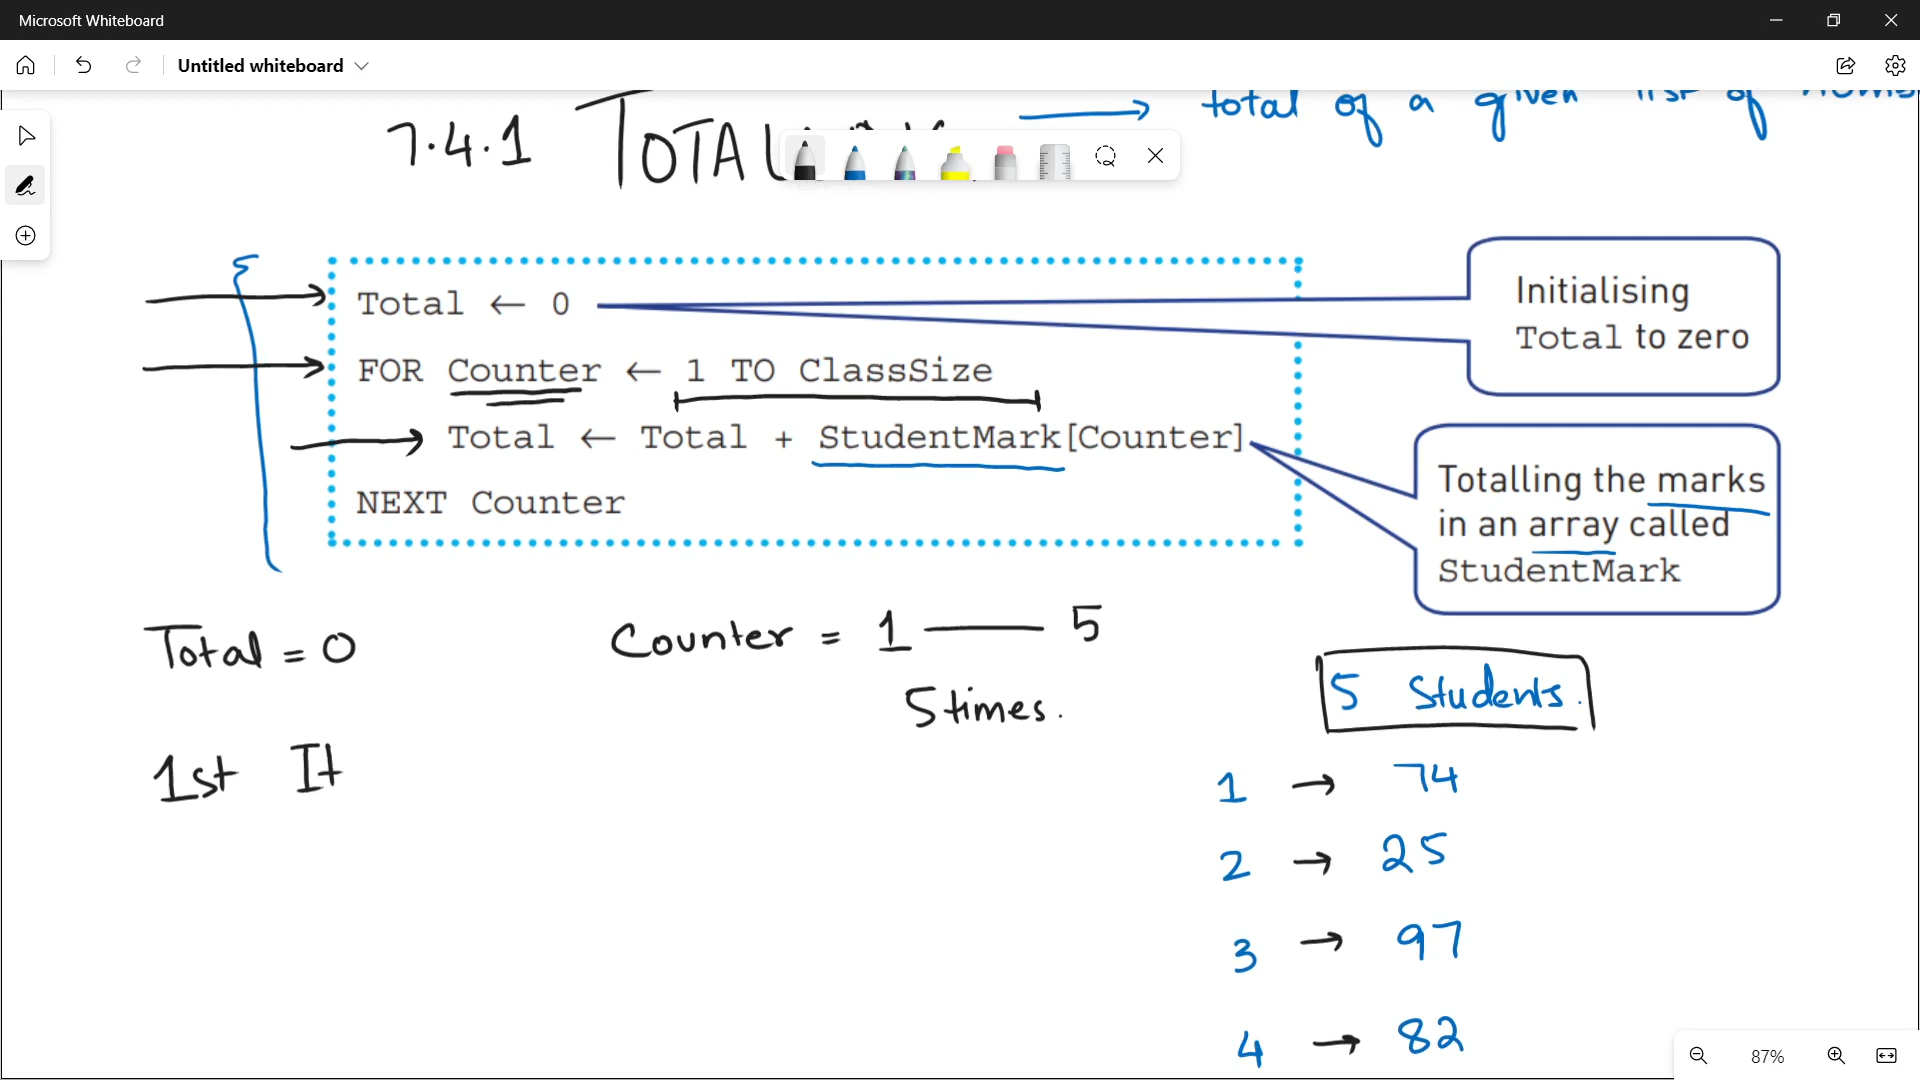 Microsoft Whiteboard
Untitled whiteboard
total of a given list of
7.4.1
Total ← 0
FOR Counter ← 1 TO ClassSize
Total ← Total + StudentMark[Counter]
NEXT Counter
Initialising
Total to zero
Totalling the marks
in an array called
StudentMark
Total = 0
Counter = 1 — 5
5 times.
1st It
5 Students.
1 → 74
2 → 25
3 → 97
4 → 82
87%